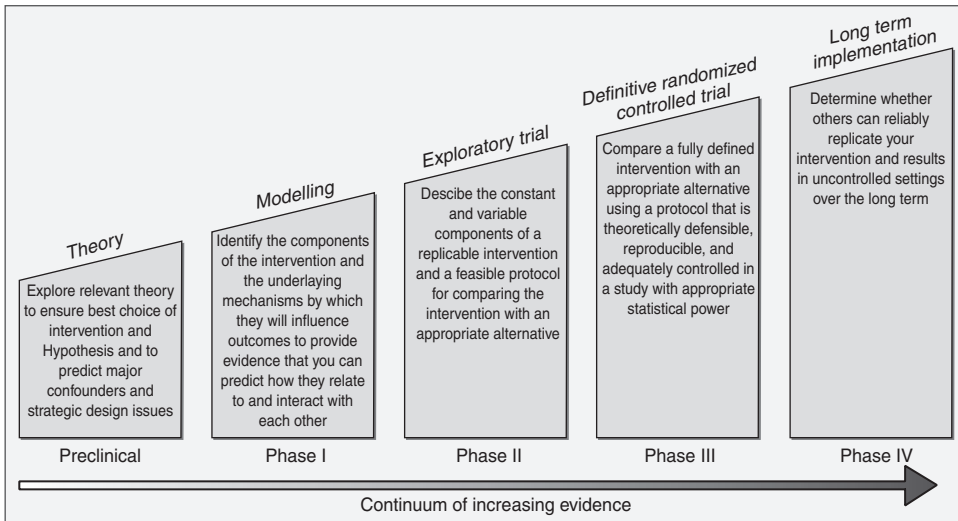 Theory
Explore relevant theory
to ensure best choice of
intervention and
Hypothesis and to
predict major
confounders and
strategic design issues
Preclinical
Modelling
Identify the components
of the intervention and
the underlaying
mechanisms by which
they will influence
outcomes to provide
evidence that you can
predict how they relate
to and interact with
each other
Phase I
Exploratory trial
Descibe the constant
and variable
components of a
replicable intervention
and a feasible protocol
for comparing the
intervention with an
appropriate alternative
Phase II
Definitive randomized
controlled trial
Compare a fully defined
intervention with an
appropriate alternative
using a protocol that is
theoretically defensible,
reproducible, and
adequately controlled in
a study with appropriate
statistical power
Phase III
Long term
implementation
Determine whether
others can reliably
replicate your
intervention and results
in uncontrolled settings
over the long term
Phase IV
Continuum of increasing evidence